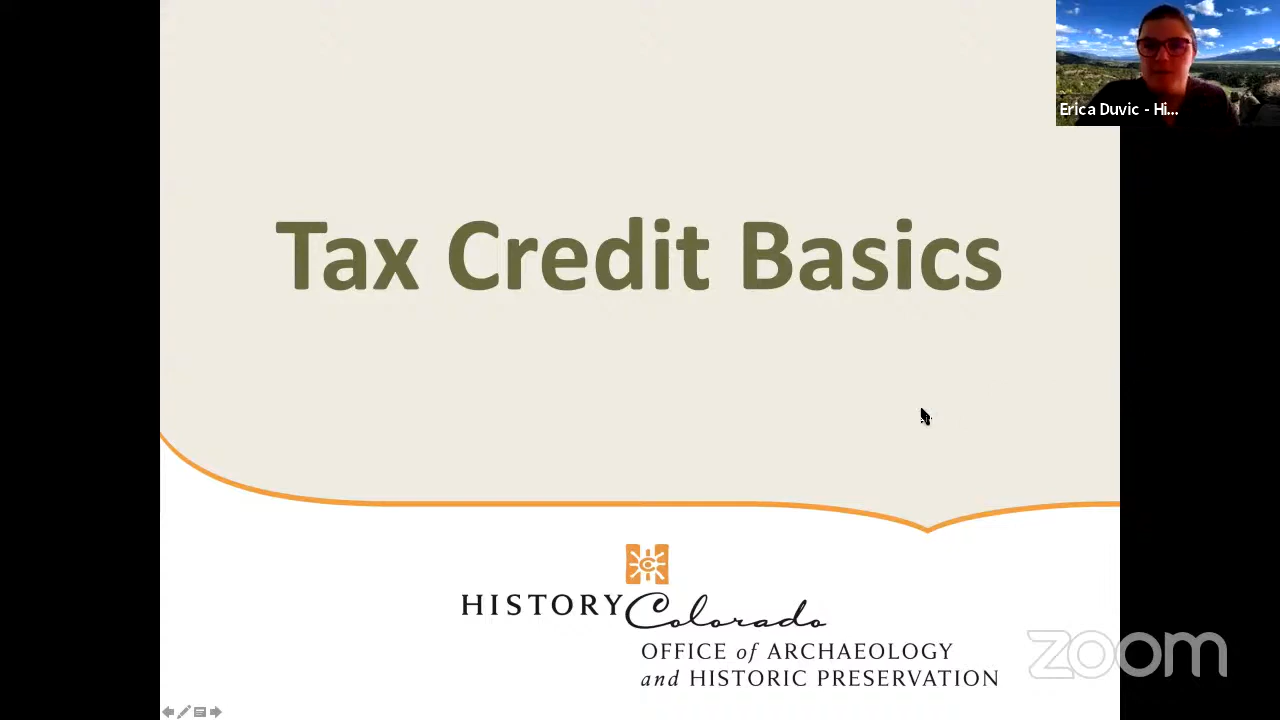 Erica Duvic - Hi...
Tax Credit Basics
HISTORY Colorado
OFFICE of ARCHAEOLOGY
and HISTORIC PRESERVATION
zoom